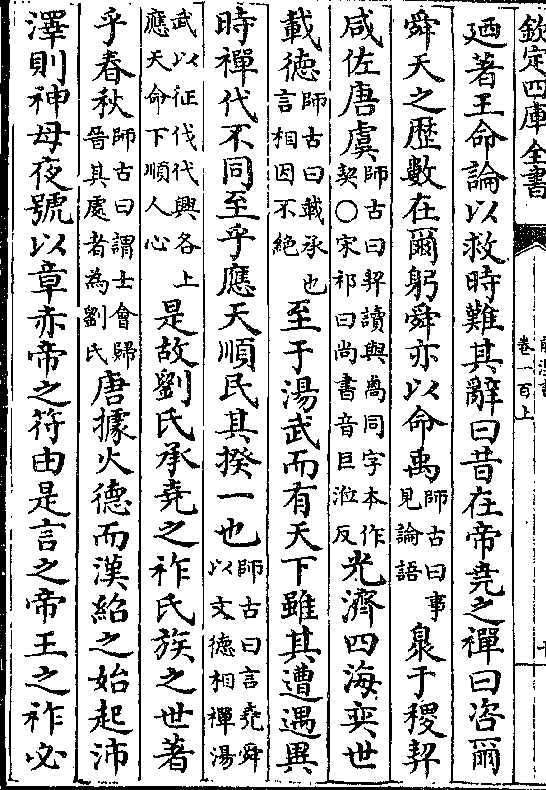 欽定四庫全書
卷一百上
廼著王命論以救時難其辭曰昔在帝堯之禪曰咨爾
舜天之歴數在爾躬舜亦以命禹師古曰事見論語臮于稷契
咸佐唐虞師古曰契讀與卨同字本作契○宋祁曰尚書音巨涖反光濟四海奕世
載德師古曰載承也言相因不絶至于湯武而有天下雖其遭遇異
時禪代不同至乎應天順民其揆一也師古曰言堯舜以文德相禪湯
武以征伐代興各上應天命下順人心是故劉氏承堯之祚氏族之世著
乎春秋師古曰謂士會歸晉其處者為劉氏唐據火德而漢紹之始起沛
澤則神母夜號以章赤帝之符由是言之帝王之祚必